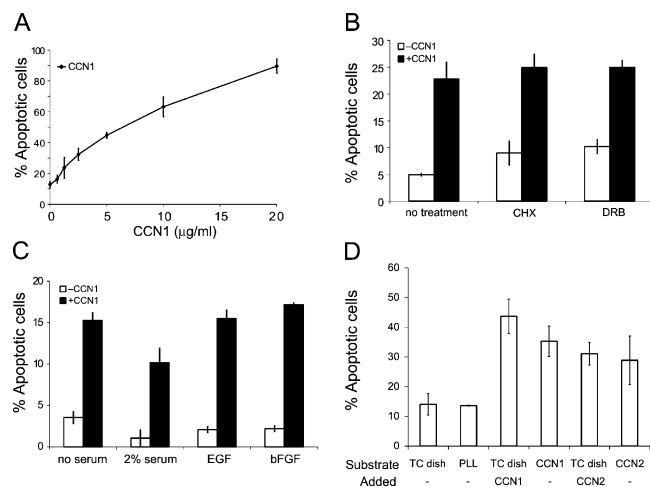 A
% Apoptotic cells
100
80
60
40
20
0
CCN1
0 5 10 15 20
CCN1 (μg/ml)
B
% Apoptotic cells
30
25
20
15
10
5
0
–CCN1
+CCN1
no treatment CHX DRB
C
% Apoptotic cells
20
15
10
5
0
–CCN1
+CCN1
no serum 2% serum EGF bFGF
D
% Apoptotic cells
60
50
40
30
20
10
0
Substrate TC dish PLL TC dish CCN1 TC dish CCN2
Added - - CCN1 - CCN2 -